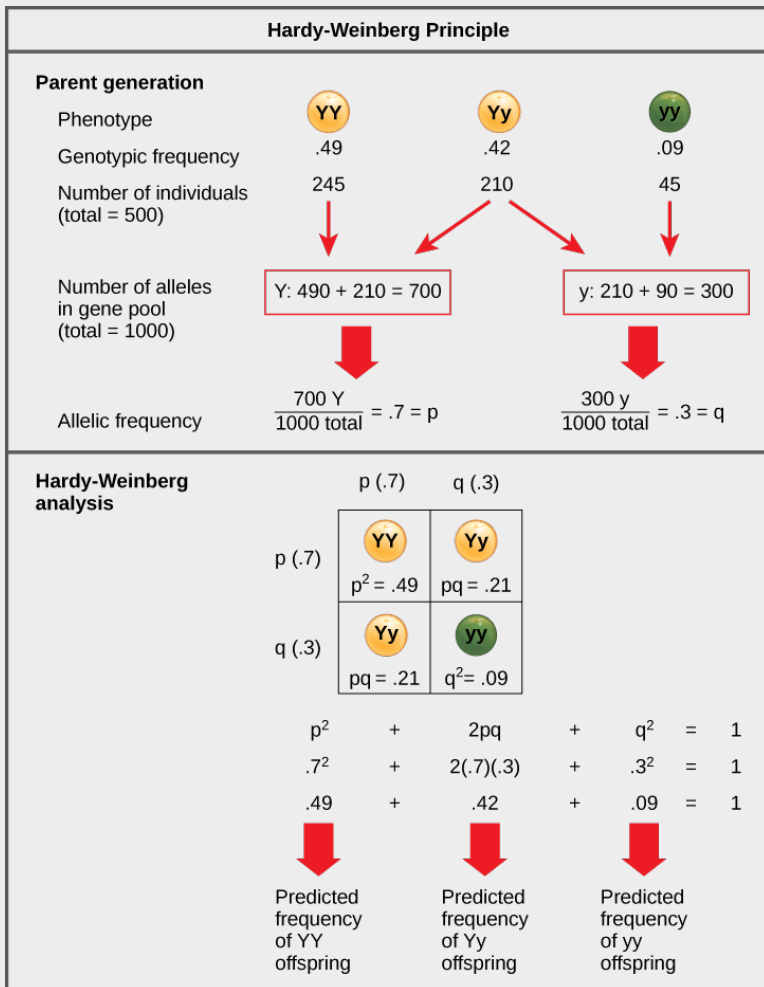 Hardy-Weinberg Principle
Parent generation
Phenotype YY Yy yy
Genotypic frequency .49 .42 .09
Number of individuals 245 210 45
(total = 500)
Number of alleles
in gene pool
(total = 1000)
Y: 490 + 210 = 700 y: 210 + 90 = 300
Allelic frequency
700 Y
1000 total
= .7 = p
300 y
1000 total
= .3 = q
Hardy-Weinberg
analysis
p (.7) q (.3)
p (.7)
YY Yy
p² = .49 pq = .21
q (.3)
Yy yy
pq = .21 q²= .09
p² + 2pq + q² = 1
.7² + 2(.7)(.3) + .3² = 1
.49 + .42 + .09 = 1
Predicted
frequency
of YY
offspring
Predicted
frequency
of Yy
offspring
Predicted
frequency
of yy
offspring